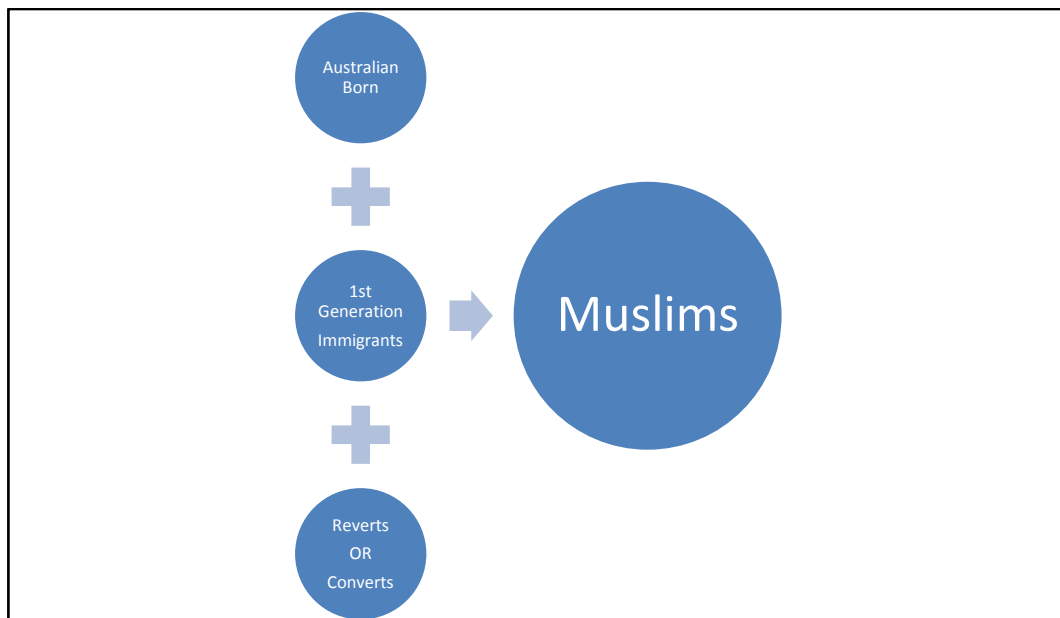 Australian
Born
1st
Generation
Immigrants
Muslims
Reverts
OR
Converts